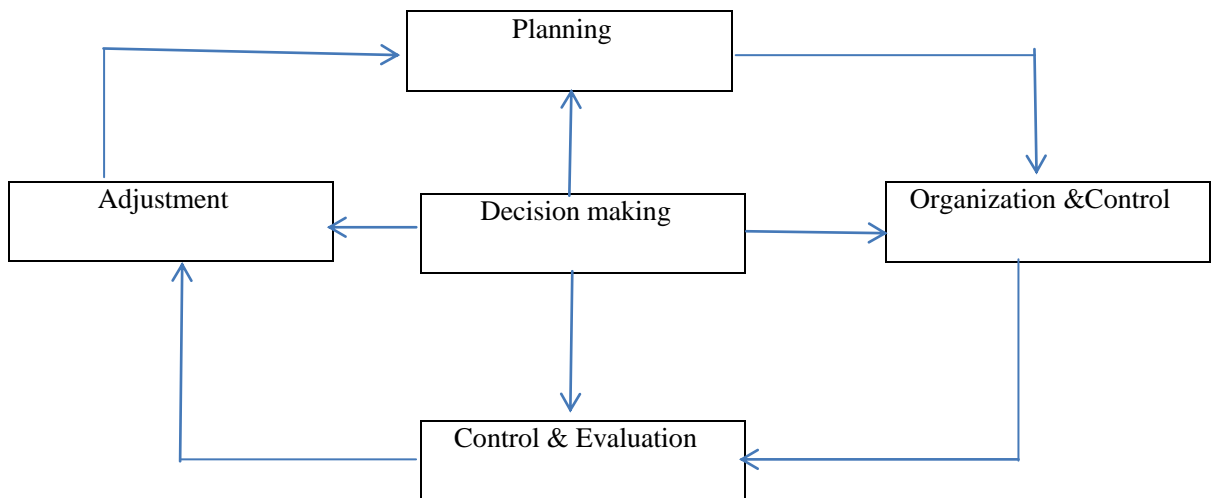 Planning
Adjustment
Decision making
Organization &Control
Control & Evaluation